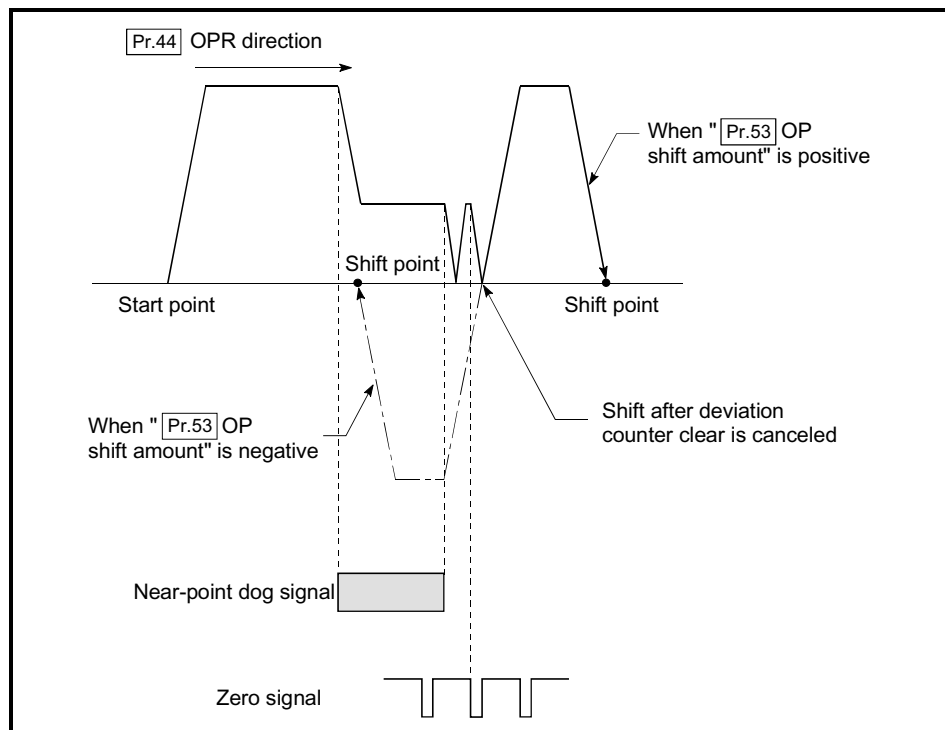 Pr.44 OPR direction
When " Pr.53 OP
shift amount" is positive
Shift point
Start point
Shift point
When " Pr.53 OP
shift amount" is negative
Shift after deviation
counter clear is canceled
Near-point dog signal
Zero signal